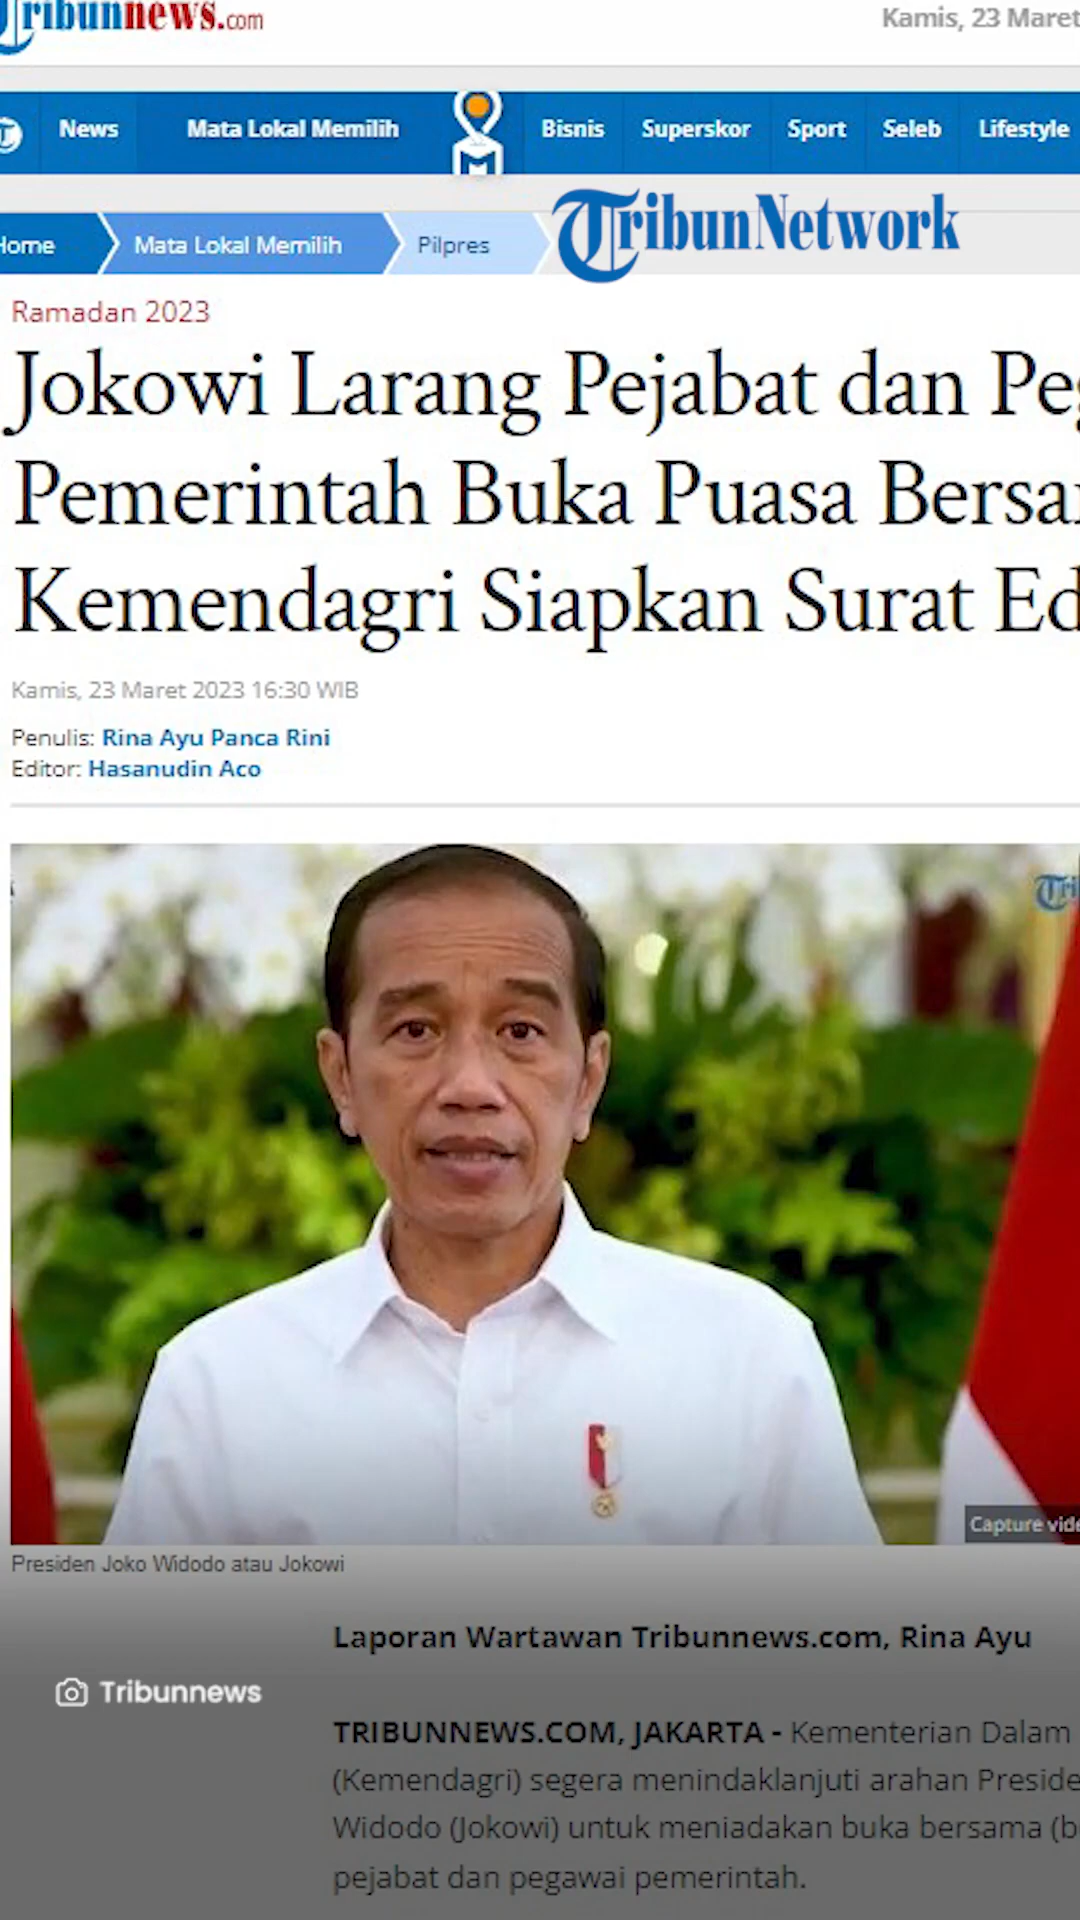 Tribunnews.com
Kamis, 23 Maret
News Mata Lokal Memilih Bisnis Superskor Sport Seleb Lifestyle
Home Mata Lokal Memilih Pilpres
TribunNetwork
Ramadan 2023
Jokowi Larang Pejabat dan Peg
Pemerintah Buka Puasa Bersa
Kemendagri Siapkan Surat Ed
Kamis, 23 Maret 2023 16:30 WIB
Penulis: Rina Ayu Panca Rini
Editor: Hasanudin Aco
Tri
Capture vide
Presiden Joko Widodo atau Jokowi
Laporan Wartawan Tribunnews.com, Rina Ayu
Tribunnews
TRIBUNNEWS.COM, JAKARTA - Kementerian Dalam
(Kemendagri) segera menindaklanjuti arahan Preside
Widodo (Jokowi) untuk meniadakan buka bersama (b
pejabat dan pegawai pemerintah.